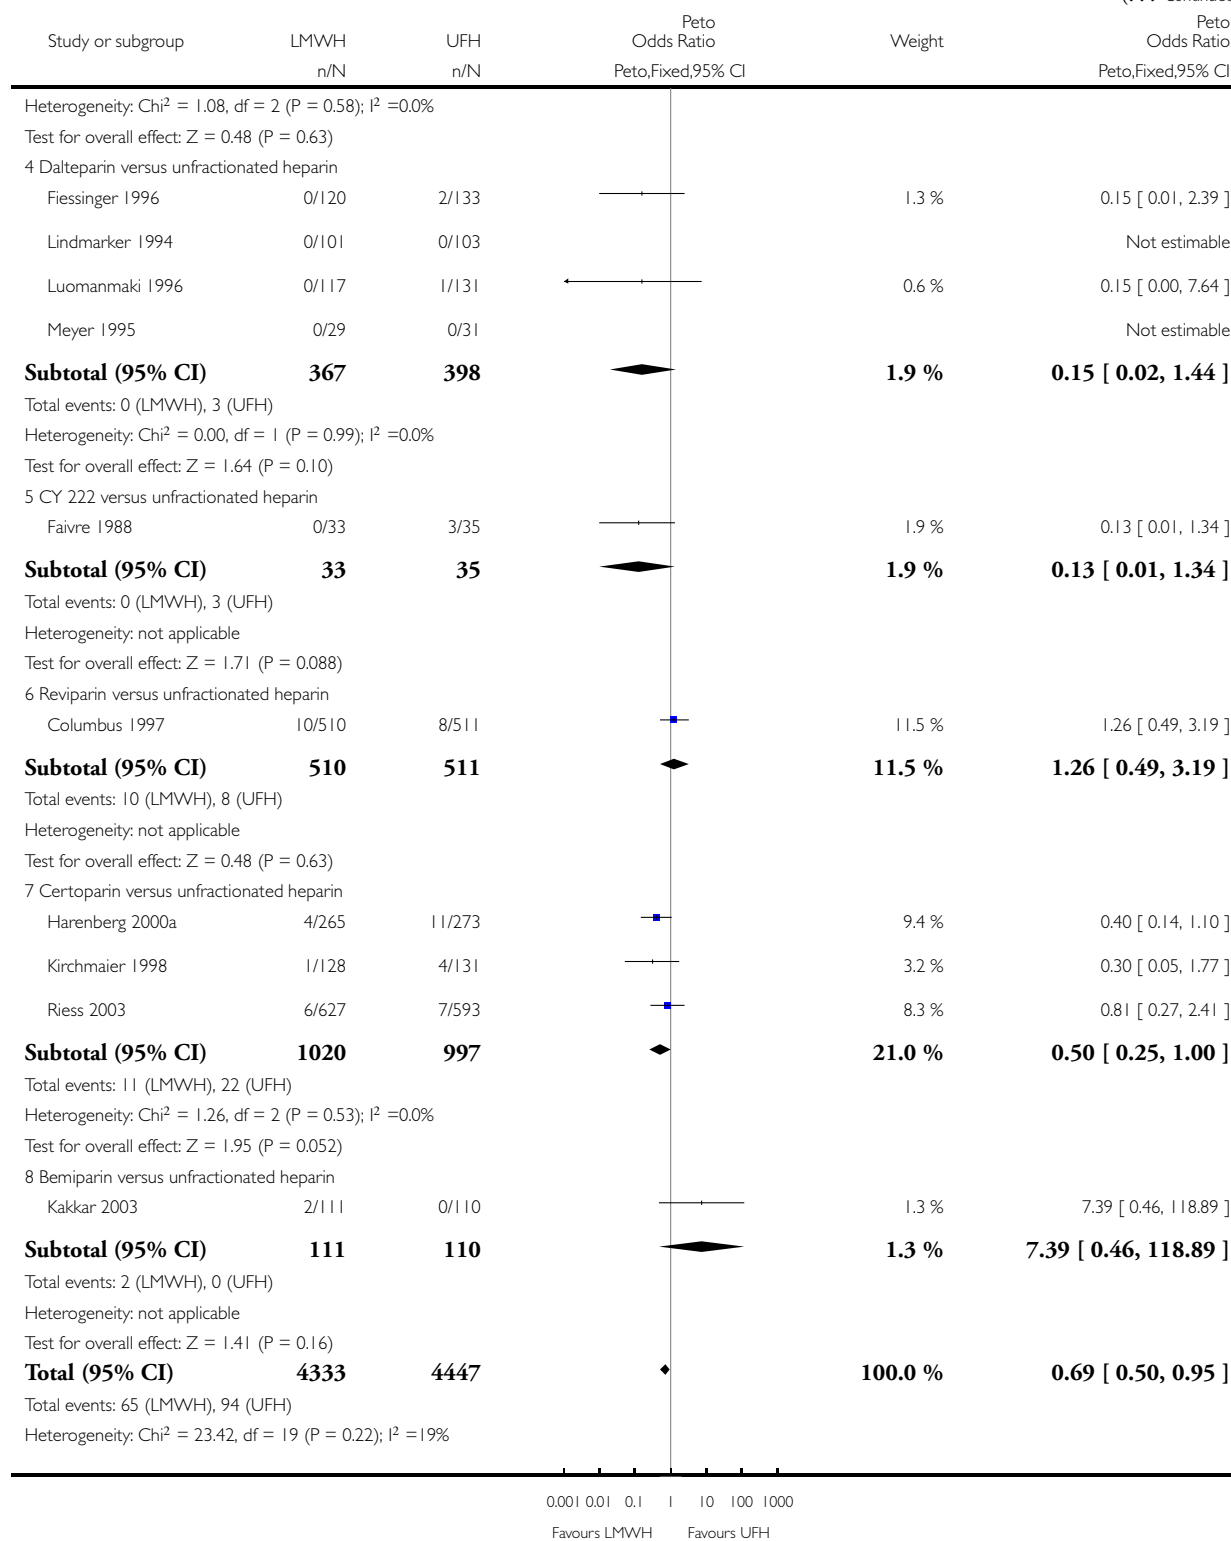 Study or subgroup LMWH UFH Peto Odds Ratio Weight Peto Odds Ratio
n/N n/N Peto,Fixed,95% CI Peto,Fixed,95% CI
Heterogeneity: Chi² = 1.08, df = 2 (P = 0.58); I² =0.0%
Test for overall effect: Z = 0.48 (P = 0.63)
4 Dalteparin versus unfractionated heparin
Fiessinger 1996 0/120 2/133 1.3 % 0.15 [ 0.01, 2.39 ]
Lindmarker 1994 0/101 0/103 Not estimable
Luomanmaki 1996 0/117 1/131 0.6 % 0.15 [ 0.00, 7.64 ]
Meyer 1995 0/29 0/31 Not estimable
Subtotal (95% CI) 367 398 1.9 % 0.15 [ 0.02, 1.44 ]
Total events: 0 (LMWH), 3 (UFH)
Heterogeneity: Chi² = 0.00, df = 1 (P = 0.99); I² =0.0%
Test for overall effect: Z = 1.64 (P = 0.10)
5 CY 222 versus unfractionated heparin
Faivre 1988 0/33 3/35 1.9 % 0.13 [ 0.01, 1.34 ]
Subtotal (95% CI) 33 35 1.9 % 0.13 [ 0.01, 1.34 ]
Total events: 0 (LMWH), 3 (UFH)
Heterogeneity: not applicable
Test for overall effect: Z = 1.71 (P = 0.088)
6 Reviparin versus unfractionated heparin
Columbus 1997 10/510 8/511 11.5 % 1.26 [ 0.49, 3.19 ]
Subtotal (95% CI) 510 511 11.5 % 1.26 [ 0.49, 3.19 ]
Total events: 10 (LMWH), 8 (UFH)
Heterogeneity: not applicable
Test for overall effect: Z = 0.48 (P = 0.63)
7 Certoparin versus unfractionated heparin
Harenberg 2000a 4/265 11/273 9.4 % 0.40 [ 0.14, 1.10 ]
Kirchmaier 1998 1/128 4/131 3.2 % 0.30 [ 0.05, 1.77 ]
Riess 2003 6/627 7/593 8.3 % 0.81 [ 0.27, 2.41 ]
Subtotal (95% CI) 1020 997 21.0 % 0.50 [ 0.25, 1.00 ]
Total events: 11 (LMWH), 22 (UFH)
Heterogeneity: Chi² = 1.26, df = 2 (P = 0.53); I² =0.0%
Test for overall effect: Z = 1.95 (P = 0.052)
8 Bemiparin versus unfractionated heparin
Kakkar 2003 2/111 0/110 1.3 % 7.39 [ 0.46, 118.89 ]
Subtotal (95% CI) 111 110 1.3 % 7.39 [ 0.46, 118.89 ]
Total events: 2 (LMWH), 0 (UFH)
Heterogeneity: not applicable
Test for overall effect: Z = 1.41 (P = 0.16)
Total (95% CI) 4333 4447 100.0 % 0.69 [ 0.50, 0.95 ]
Total events: 65 (LMWH), 94 (UFH)
Heterogeneity: Chi² = 23.42, df = 19 (P = 0.22); I² =19%
0.001 0.01 0.1 1 10 100 1000
Favours LMWH Favours UFH